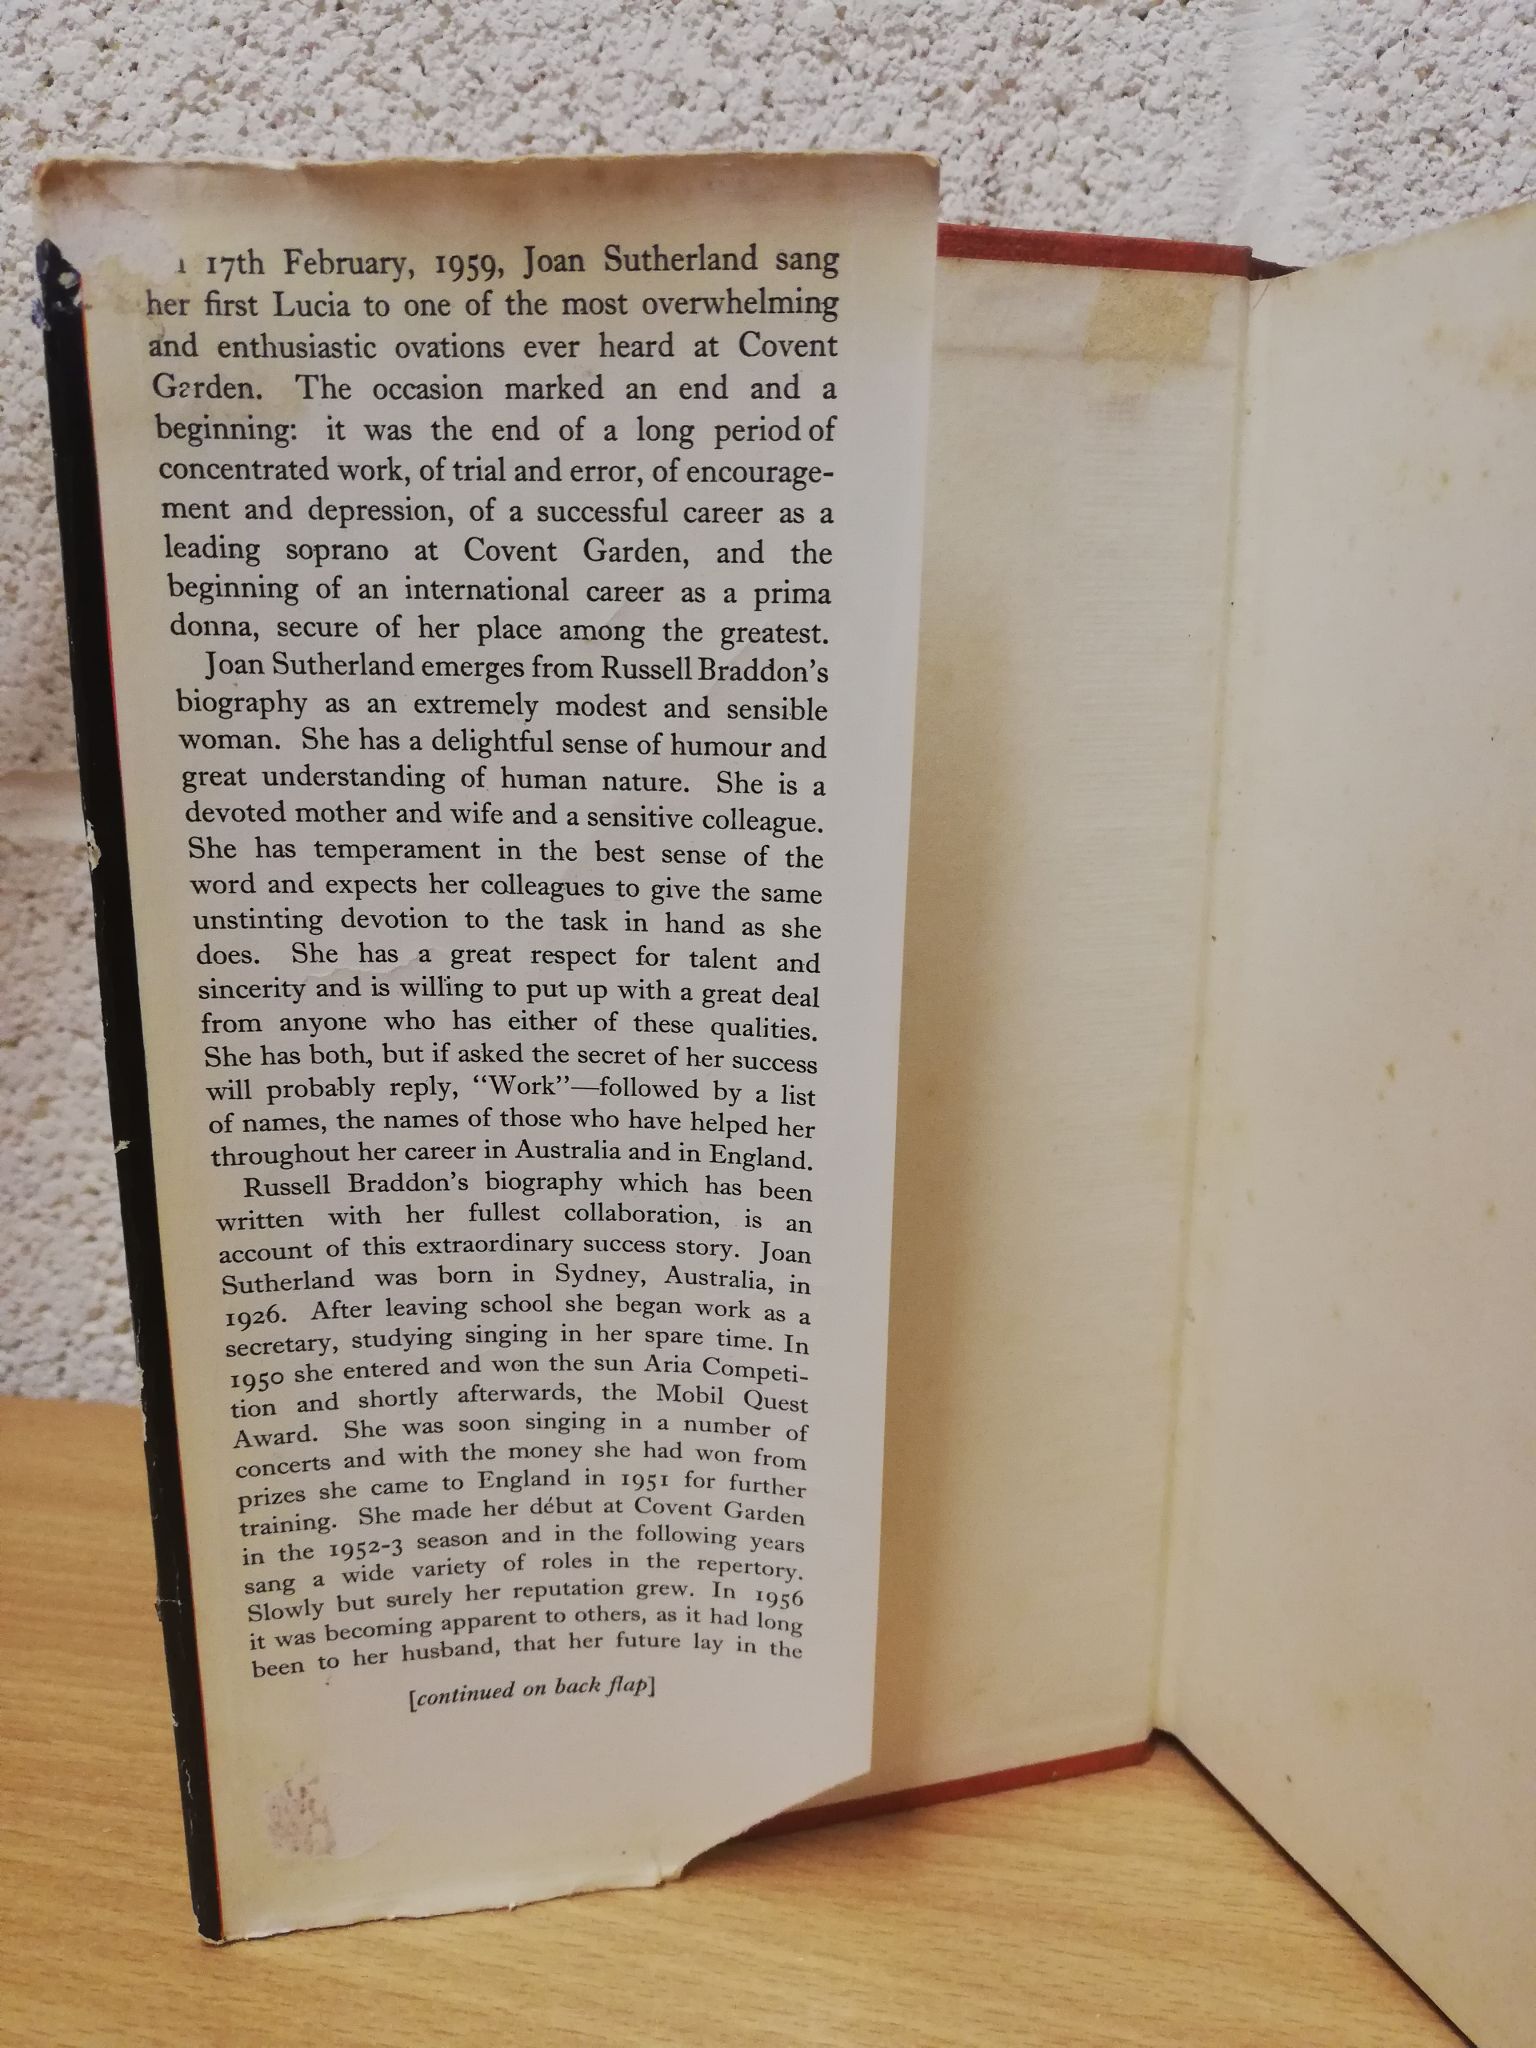 17th February, 1959, Joan Sutherland sang
her first Lucia to one of the most overwhelming
and enthusiastic ovations ever heard at Covent
Garden. The occasion marked an end and a
beginning: it was the end of a long period of
concentrated work, of trial and error, of encourage-
ment and depression, of a successful career as a
leading soprano at Covent Garden, and the
beginning of an international career as a prima
donna, secure of her place among the greatest.
Joan Sutherland emerges from Russell Braddon's
biography as an extremely modest and sensible
woman. She has a delightful sense of humour and
great understanding of human nature. She is a
devoted mother and wife and a sensitive colleague.
She has temperament in the best sense of the
word and expects her colleagues to give the same
unstinting devotion to the task in hand as she
does. She has a great respect for talent and
sincerity and is willing to put up with a great deal
from anyone who has either of these qualities.
She has both, but if asked the secret of her success
will probably reply, "Work"—followed by a list
of names, the names of those who have helped her
throughout her career in Australia and in England.
Russell Braddon's biography which has been
written with her fullest collaboration, is an
account of this extraordinary success story. Joan
Sutherland was born in Sydney, Australia, in
1926. After leaving school she began work as a
secretary, studying singing in her spare time. In
1950 she entered and won the sun Aria Competi-
tion and shortly afterwards, the Mobil Quest
Award. She was soon singing in a number of
concerts and with the money she had won from
prizes she came to England in 1951 for further
training. She made her début at Covent Garden
in the 1952-3 season and in the following years
sang a wide variety of roles in the repertory.
Slowly but surely her reputation grew. In 1956
it was becoming apparent to others, as it had long
been to her husband, that her future lay in the
[continued on back flap]